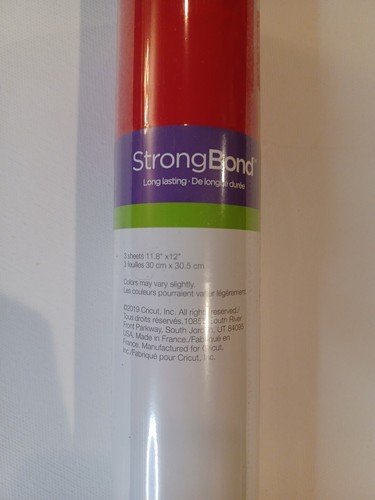 StrongBond™
Long lasting · De longue durée
3 sheets 11.8" x12"
3 feuilles 30 cm x 30.5 cm
Colors may vary slightly.
Les couleurs pourraient varier légèrement.
©2019 Cricut, Inc. All rights reserved./
Tous droits réservés. 10855 South River
Front Parkway, South Jordan, UT 84095
USA. Made in France./Fabriqué en
France. Manufactured for Cricut,
Inc./Fabriqué pour Cricut, Inc.